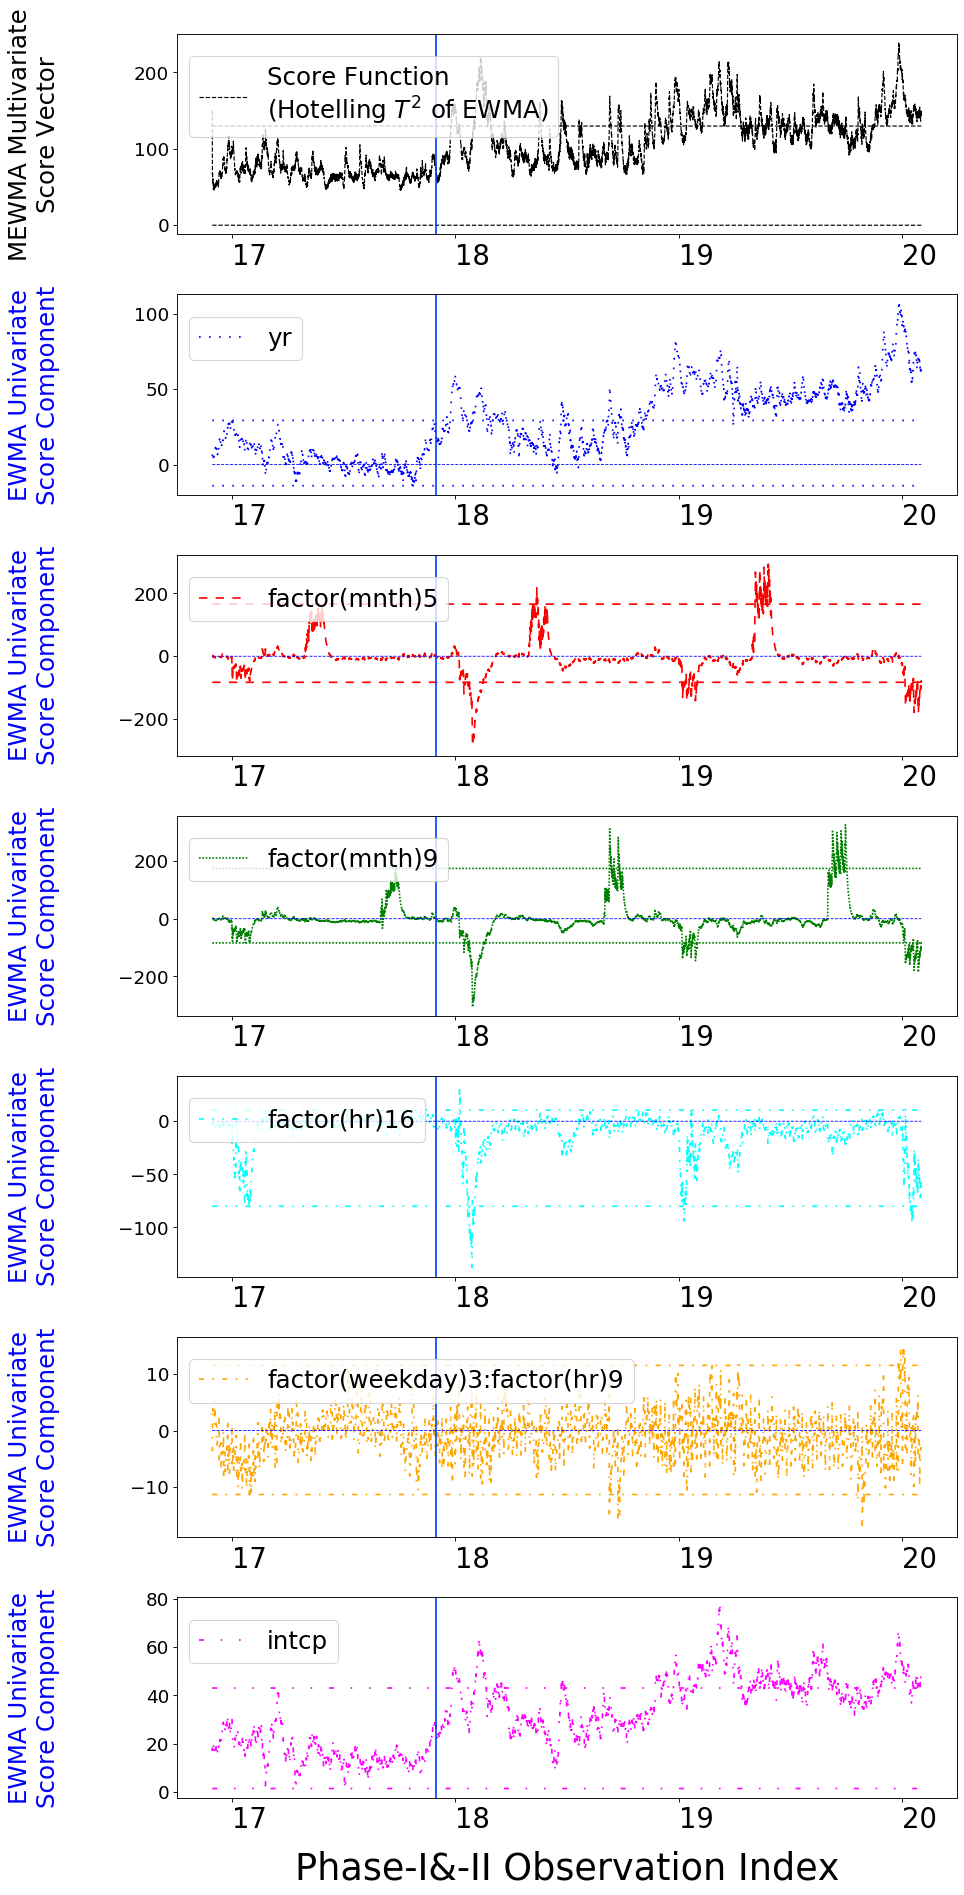 MEWMA Multivariate
Score Vector
200
100
0
Score Function
(Hotelling T² of EWMA)
17 18 19 20
EWMA Univariate
Score Component
100
50
0
yr
17 18 19 20
EWMA Univariate
Score Component
200
0
−200
factor(mnth)5
17 18 19 20
EWMA Univariate
Score Component
200
0
−200
factor(mnth)9
17 18 19 20
EWMA Univariate
Score Component
0
−50
−100
factor(hr)16
17 18 19 20
EWMA Univariate
Score Component
10
0
−10
factor(weekday)3:factor(hr)9
17 18 19 20
EWMA Univariate
Score Component
80
60
40
20
0
intcp
17 18 19 20
Phase-I&-II Observation Index